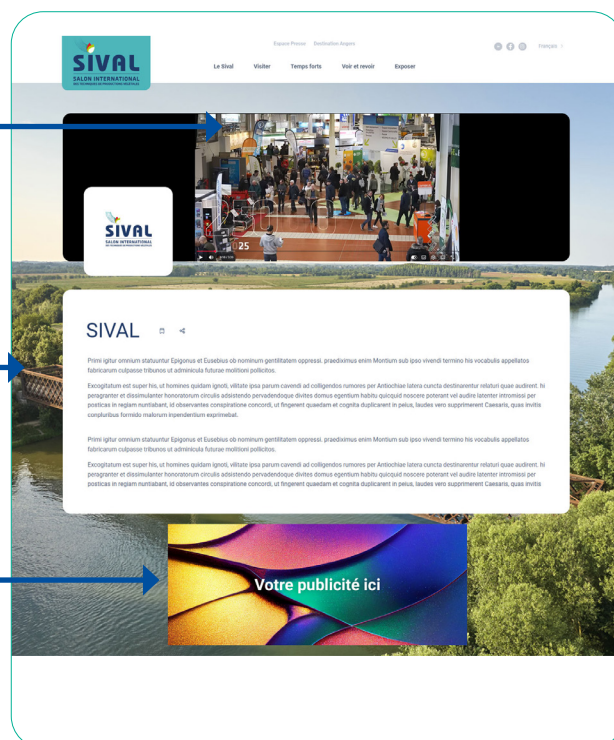 SIVAL
SALON INTERNATIONAL
DES TECHNIQUES DE PRODUCTIONS VÉGÉTALES
Espace Presse Destination Angers
Français
Le Sival Visiter Temps forts Voir et revoir Exposer
2025
SIVAL
SALON INTERNATIONAL
DES TECHNIQUES DE PRODUCTIONS VÉGÉTALES
SIVAL
Primi igitur omnium statuuntur Epigonus et Eusebius ob nominum gentilitatem oppressi. praediximus enim Montium sub ipso vivendi termino his vocabulis appellatos
fabricarum culpasse tribunos ut adminicula futurae molitioni pollicitos.
Excogitatum est super his, ut homines quidam ignoti, vilitate ipsa parum cavendi ad colligendos rumores per Antiochiae latera cuncta destinarentur relaturi quae audirent. hi
peragranter et dissimulanter honoratorum circulis adsistendo pervadendoque divites domus egentium habitu quicquid noscere poterant vel audire latenter intromissi per
posticas in regiam nuntiabant, id observantes conspiratione concordi, ut fingerent quaedam et cognita duplicarent in peius, laudes vero supprimerent Caesaris, quas invitis
conpluribus formido malorum inpendentium exprimebat.
Primi igitur omnium statuuntur Epigonus et Eusebius ob nominum gentilitatem oppressi. praediximus enim Montium sub ipso vivendi termino his vocabulis appellatos
fabricarum culpasse tribunos ut adminicula futurae molitioni pollicitos.
Excogitatum est super his, ut homines quidam ignoti, vilitate ipsa parum cavendi ad colligendos rumores per Antiochiae latera cuncta destinarentur relaturi quae audirent. hi
peragranter et dissimulanter honoratorum circulis adsistendo pervadendoque divites domus egentium habitu quicquid noscere poterant vel audire latenter intromissi per
posticas in regiam nuntiabant, id observantes conspiratione concordi, ut fingerent quaedam et cognita duplicarent in peius, laudes vero supprimerent Caesaris, quas invitis
Votre publicité ici